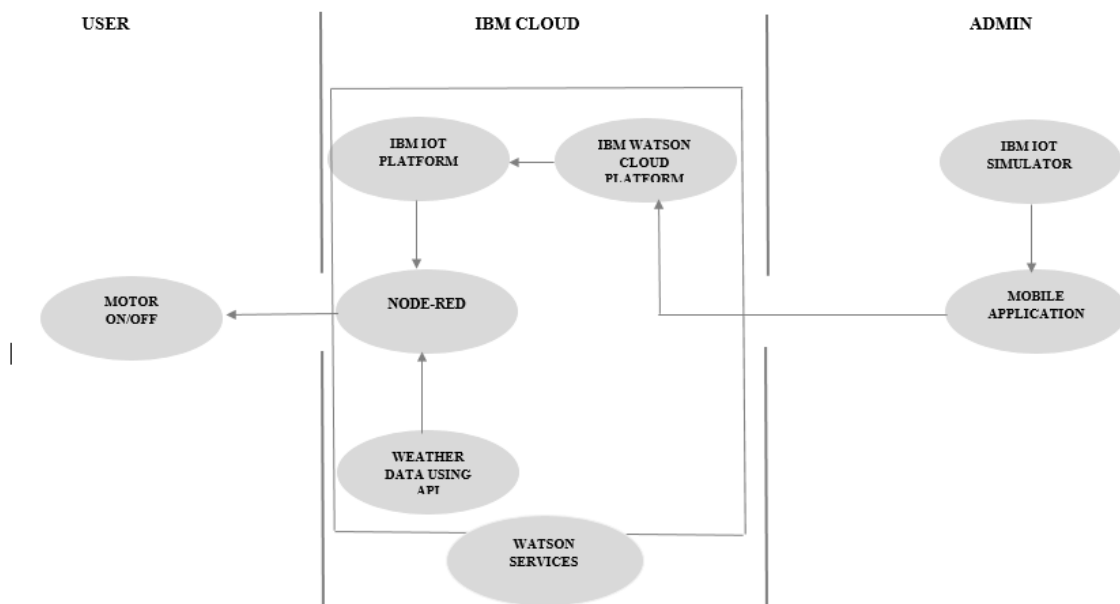 USER
IBM CLOUD
ADMIN
IBM IOT
PLATFORM
IBM WATSON
CLOUD
PLATFORM
IBM IOT
SIMULATOR
MOTOR
ON/OFF
NODE-RED
MOBILE
APPLICATION
WEATHER
DATA USING
API
WATSON
SERVICES